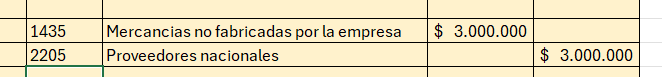 1435 Mercancias no fabricadas por la empresa $ 3.000.000
2205 Proveedores nacionales $ 3.000.000